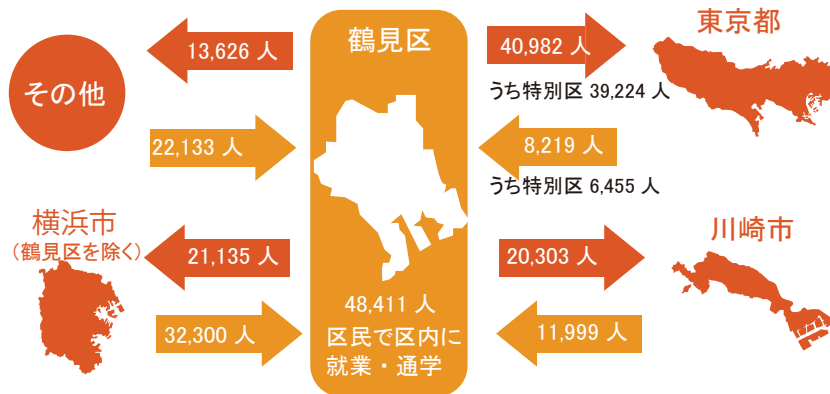 その他
13,626 人
22,133 人
横浜市
(鶴見区を除く)
21,135 人
32,300 人
鶴見区
48,411 人
区民で区内に
就業・通学
東京都
40,982 人
うち特別区 39,224 人
8,219 人
うち特別区 6,455 人
川崎市
20,303 人
11,999 人